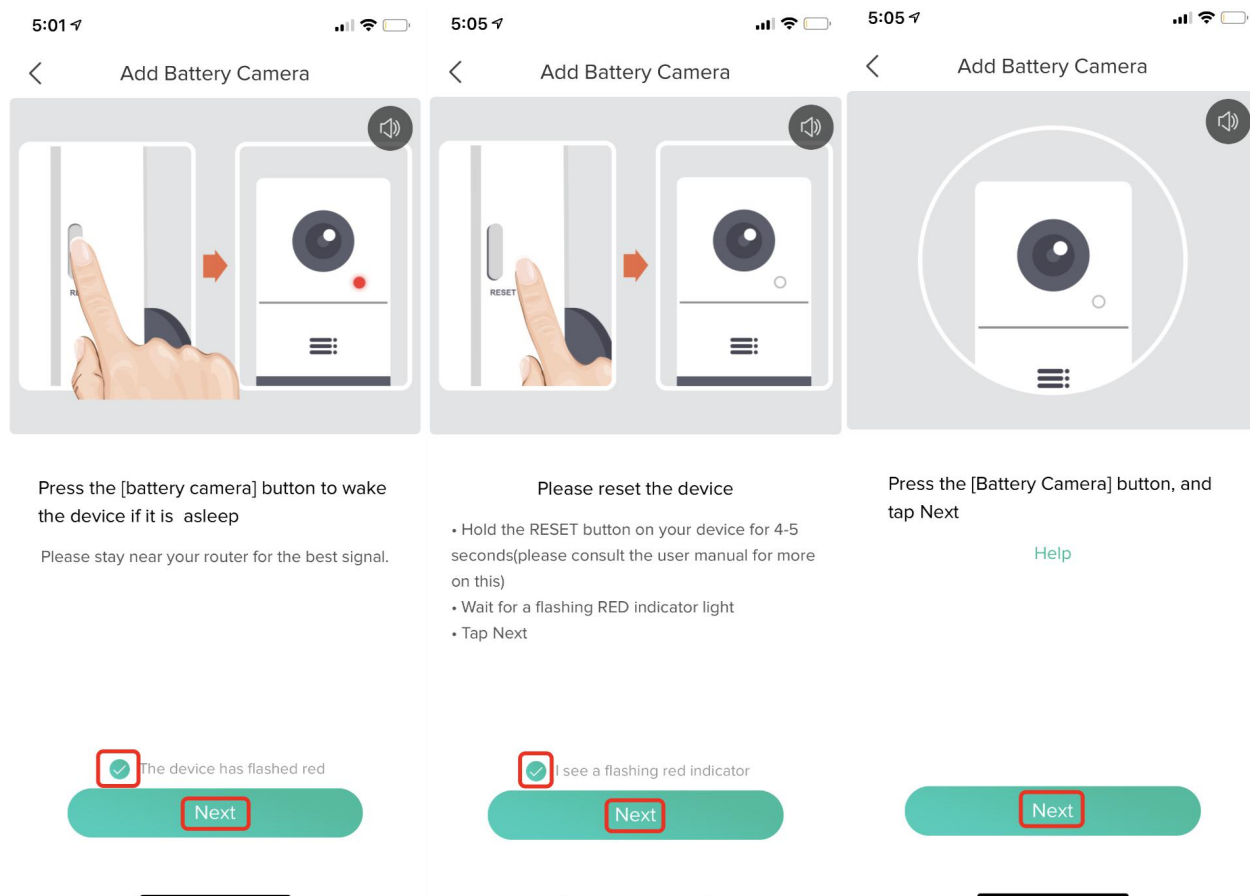 5:01
Add Battery Camera
RE
Press the [battery camera] button to wake
the device if it is asleep
Please stay near your router for the best signal.
The device has flashed red
Next
5:05
Add Battery Camera
RESET
Please reset the device
• Hold the RESET button on your device for 4-5
seconds(please consult the user manual for more
on this)
• Wait for a flashing RED indicator light
• Tap Next
I see a flashing red indicator
Next
5:05
Add Battery Camera
Press the [Battery Camera] button, and
tap Next
Help
Next